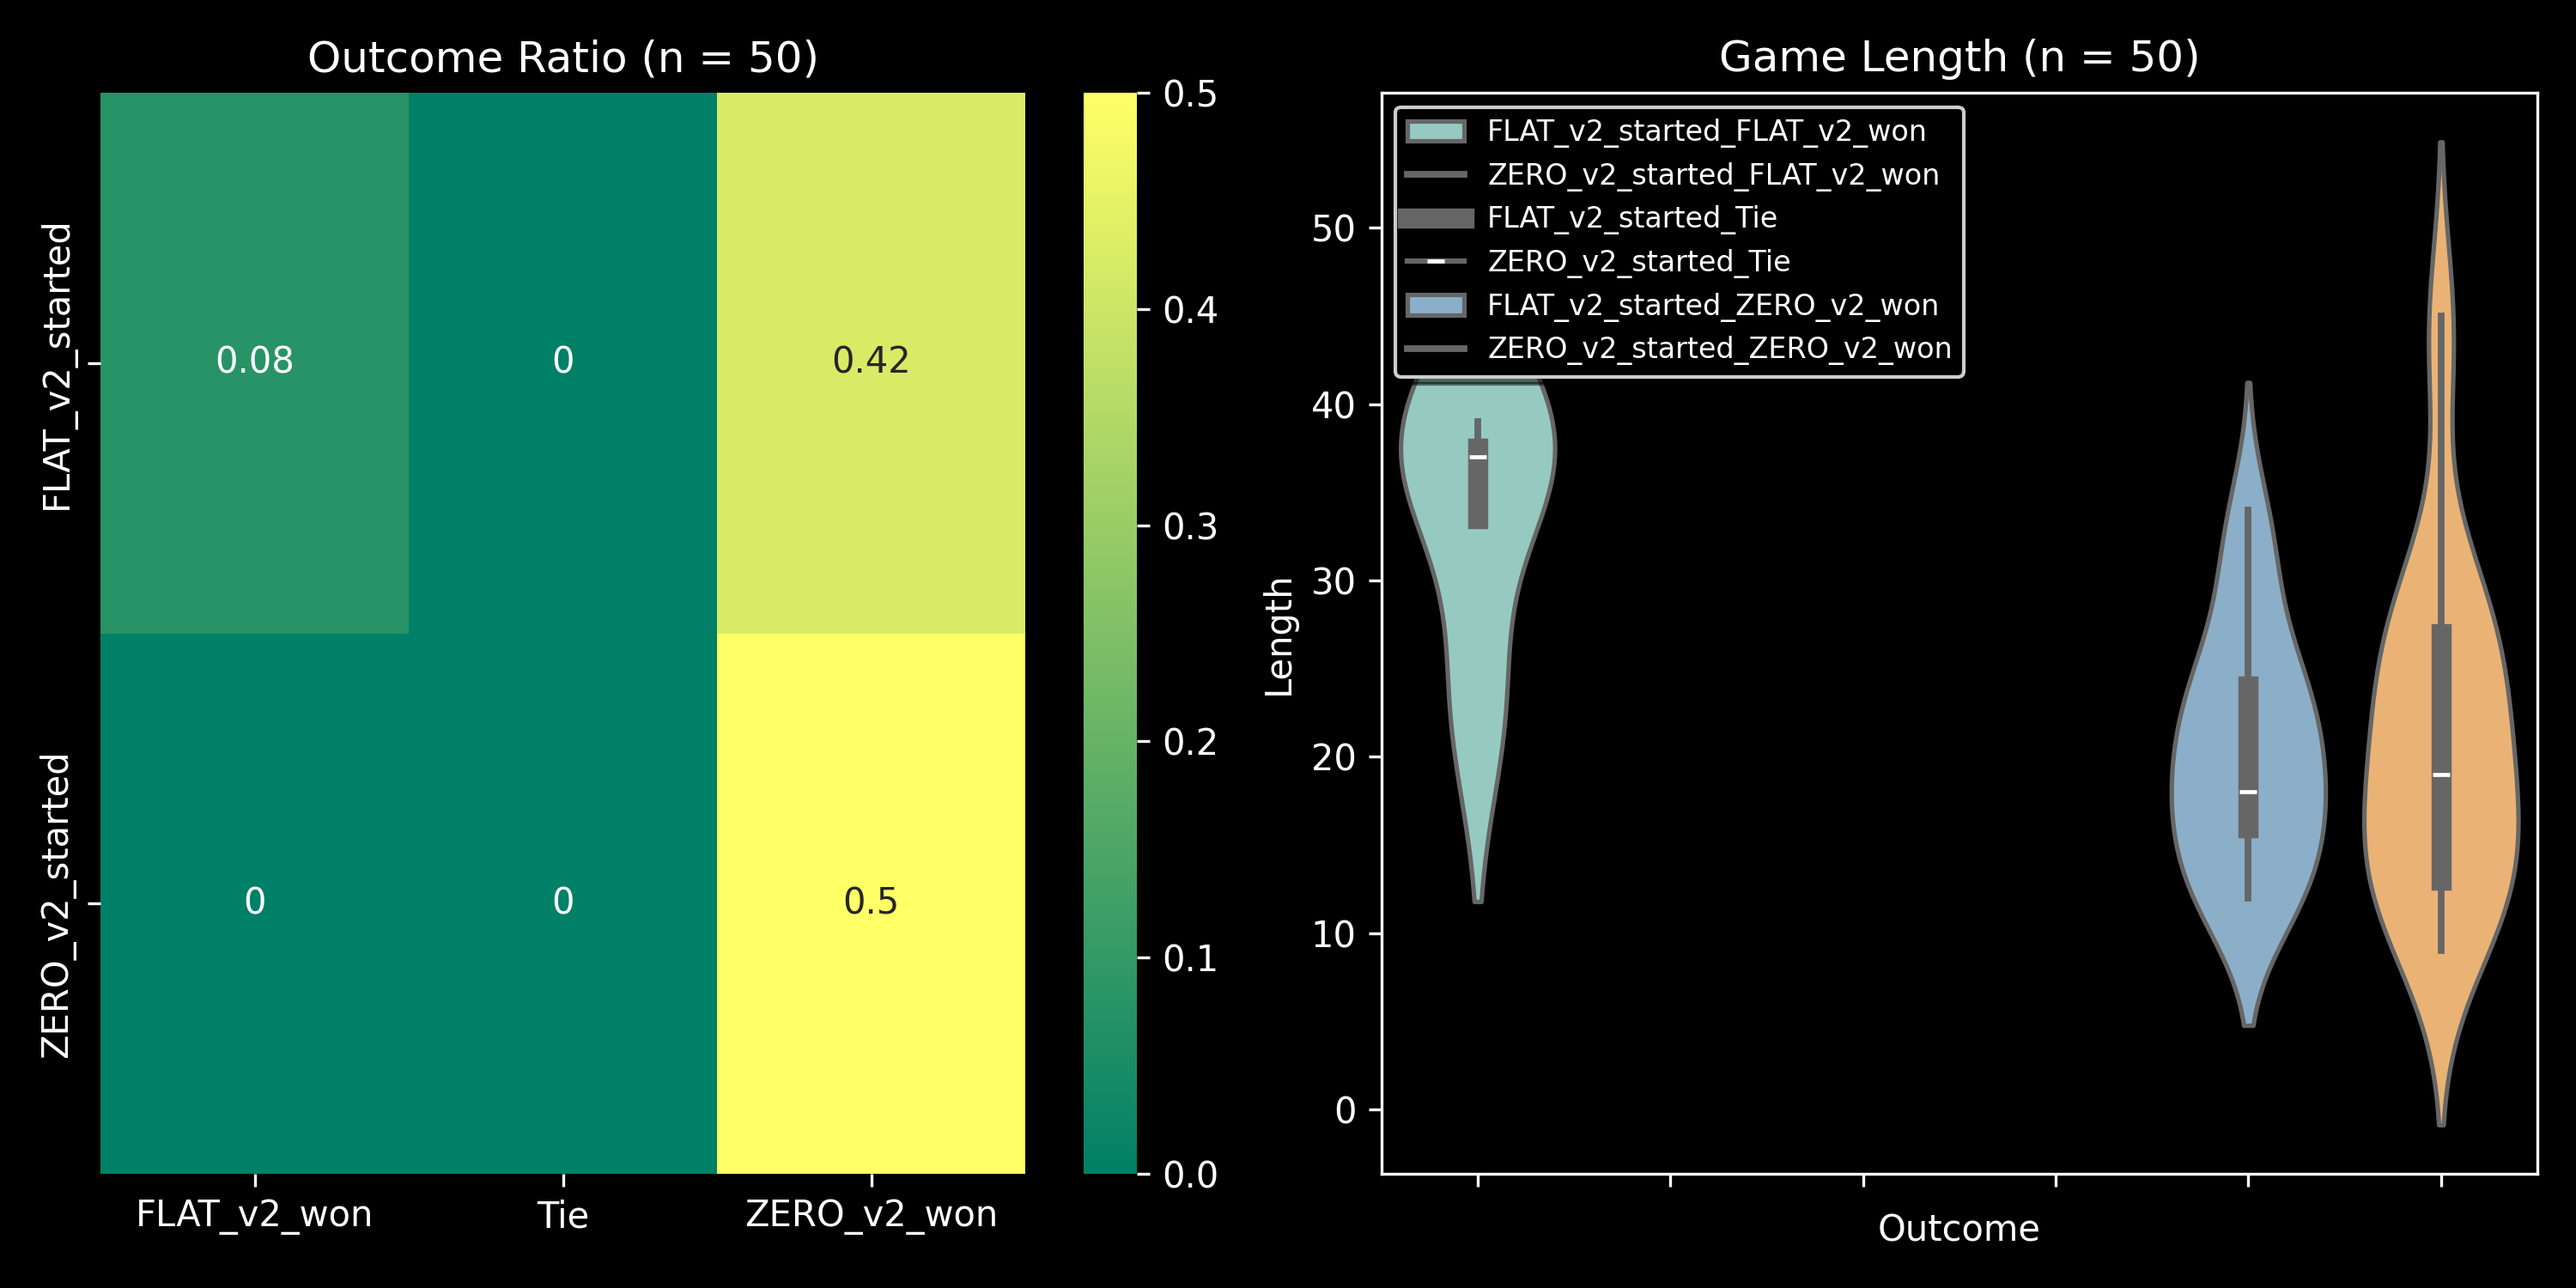 Outcome Ratio (n = 50)
FLAT_v2_started
ZERO_v2_started
0.08
0
0.42
0
0
0.5
FLAT_v2_won
Tie
ZERO_v2_won
0.5
0.4
0.3
0.2
0.1
0.0
Game Length (n = 50)
FLAT_v2_started_FLAT_v2_won
ZERO_v2_started_FLAT_v2_won
FLAT_v2_started_Tie
ZERO_v2_started_Tie
FLAT_v2_started_ZERO_v2_won
ZERO_v2_started_ZERO_v2_won
Length
50
40
30
20
10
0
Outcome